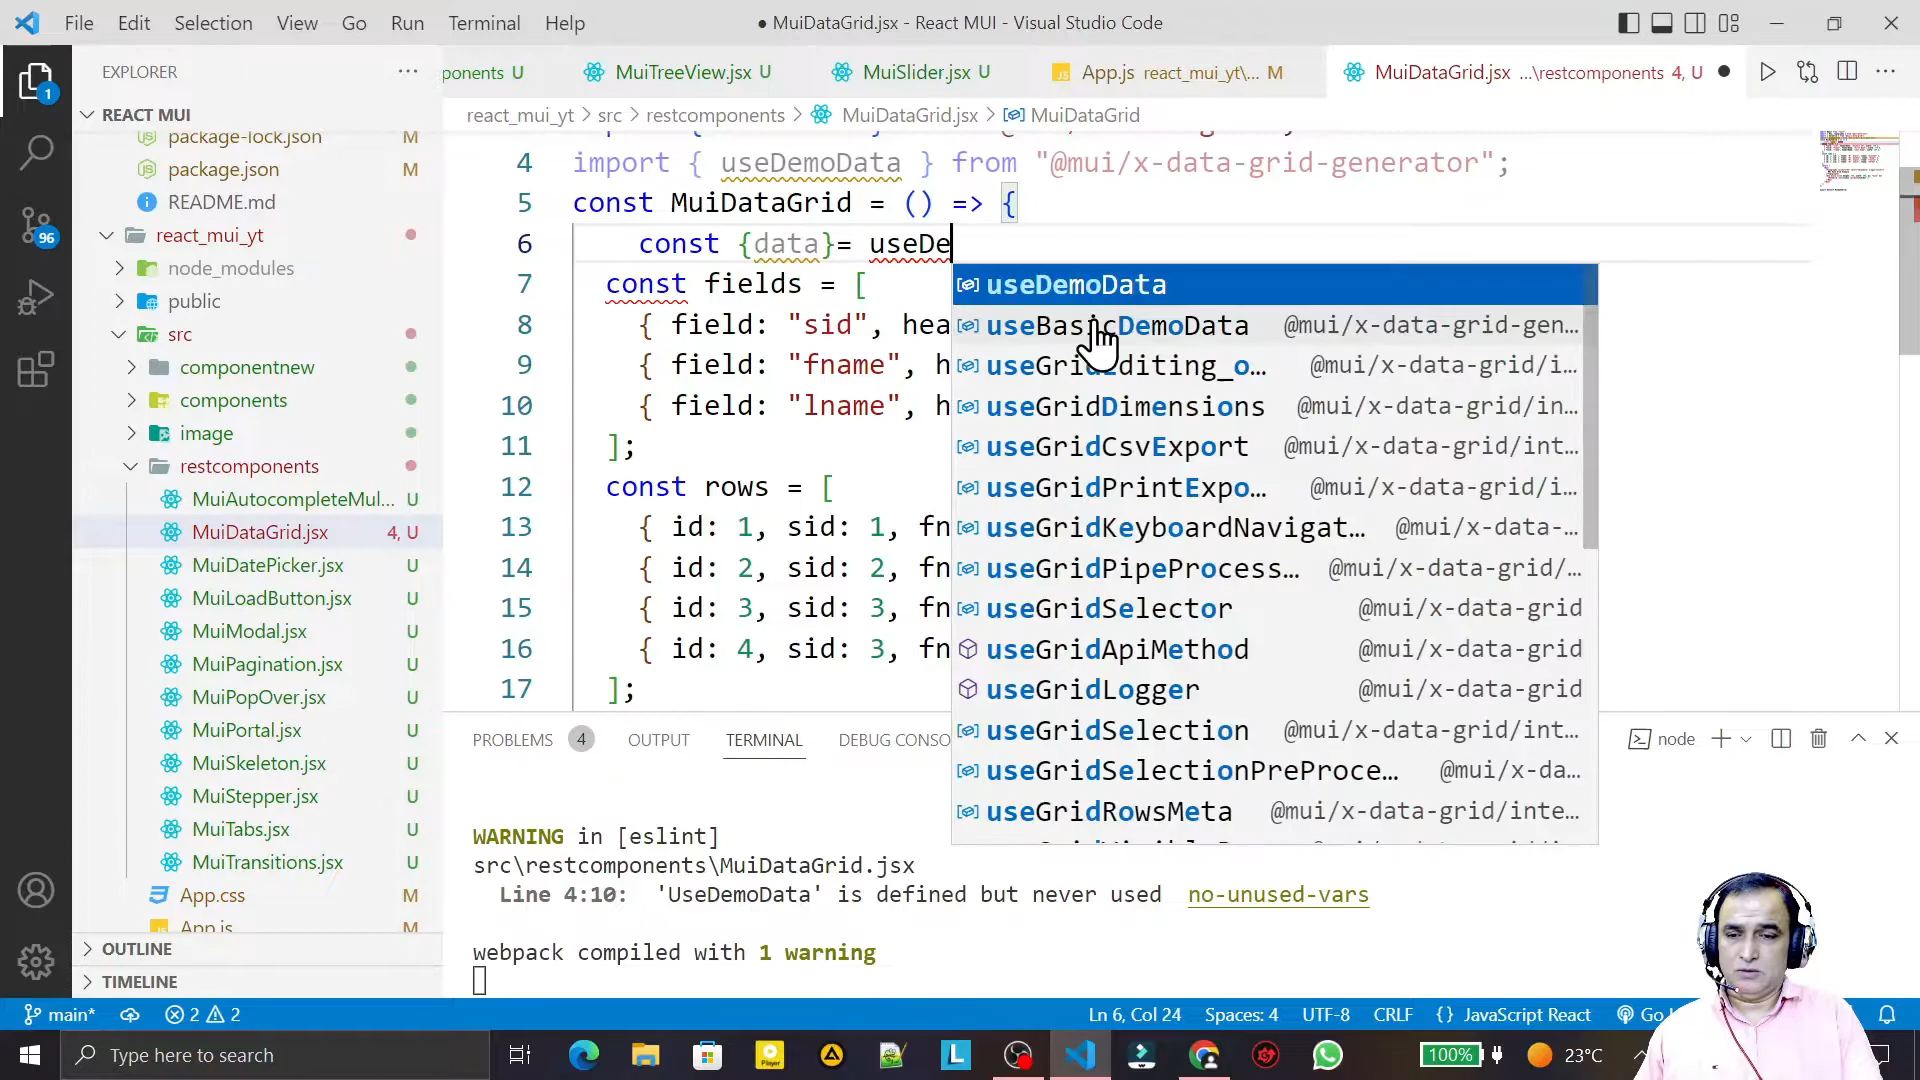 File Edit Selection View Go Run Terminal Help
● MuiDataGrid.jsx - React MUI - Visual Studio Code
EXPLORER ...
ponents U
MuiTreeView.jsx U
MuiSlider.jsx U
App.js react_mui_yt\... M
MuiDataGrid.jsx ...\restcomponents 4, U
react_mui_yt > src > restcomponents > MuiDataGrid.jsx > MuiDataGrid
1
96
REACT MUI
package-lock.json M
package.json M
README.md
react_mui_yt
node_modules
public
src
componentnew
components
image
restcomponents
MuiAutocompleteMul... U
MuiDataGrid.jsx 4, U
MuiDatePicker.jsx U
MuiLoadButton.jsx U
MuiModal.jsx U
MuiPagination.jsx U
MuiPopOver.jsx U
MuiPortal.jsx U
MuiSkeleton.jsx U
MuiStepper.jsx U
MuiTabs.jsx U
MuiTransitions.jsx U
App.css M
App.js M
OUTLINE
TIMELINE
4 import { useDemoData } from "@mui/x-data-grid-generator";
5 const MuiDataGrid = () => {
6 const {data}= useDe
7 const fields = [
8 { field: "sid", hea
9 { field: "fname", h
10 { field: "lname", h
11 ];
12 const rows = [
13 { id: 1, sid: 1, fn
14 { id: 2, sid: 2, fn
15 { id: 3, sid: 3, fn
16 { id: 4, sid: 3, fn
17 ];
useDemoData
useBasicDemoData @mui/x-data-grid-gen...
useGridEditing_o... @mui/x-data-grid/i...
useGridDimensions @mui/x-data-grid/in...
useGridCsvExport @mui/x-data-grid/int...
useGridPrintExpo... @mui/x-data-grid/i...
useGridKeyboardNavigat... @mui/x-data-...
useGridPipeProcess... @mui/x-data-grid/...
useGridSelector @mui/x-data-grid
useGridApiMethod @mui/x-data-grid
useGridLogger @mui/x-data-grid
useGridSelection @mui/x-data-grid/int...
useGridSelectionPreProce... @mui/x-da...
useGridRowsMeta @mui/x-data-grid/inte...
PROBLEMS 4 OUTPUT TERMINAL DEBUG CONSO
node
WARNING in [eslint]
src\restcomponents\MuiDataGrid.jsx
Line 4:10: 'UseDemoData' is defined but never used no-unused-vars
webpack compiled with 1 warning
main* 2 2
Ln 6, Col 24 Spaces: 4 UTF-8 CRLF {} JavaScript React Go
Type here to search
Player
L
100%
23°C